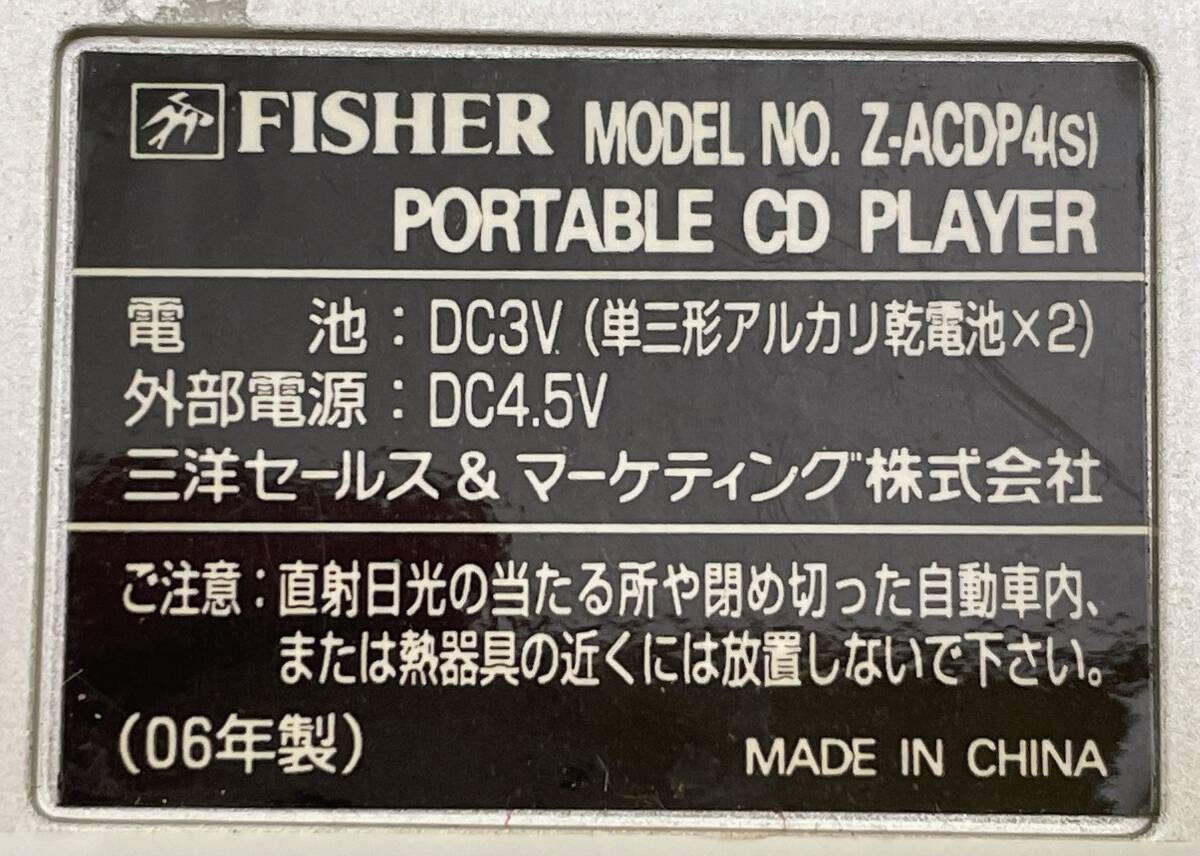 FISHER MODEL NO. Z-ACDP4(S)
PORTABLE CD PLAYER
電 池：DC3V（単三形アルカリ乾電池×2）
外部電源：DC4.5V
三洋セールス＆マーケティング株式会社
ご注意：直射日光の当たる所や閉め切った自動車内、
または熱器具の近くには放置しないで下さい。
（06年製）
MADE IN CHINA